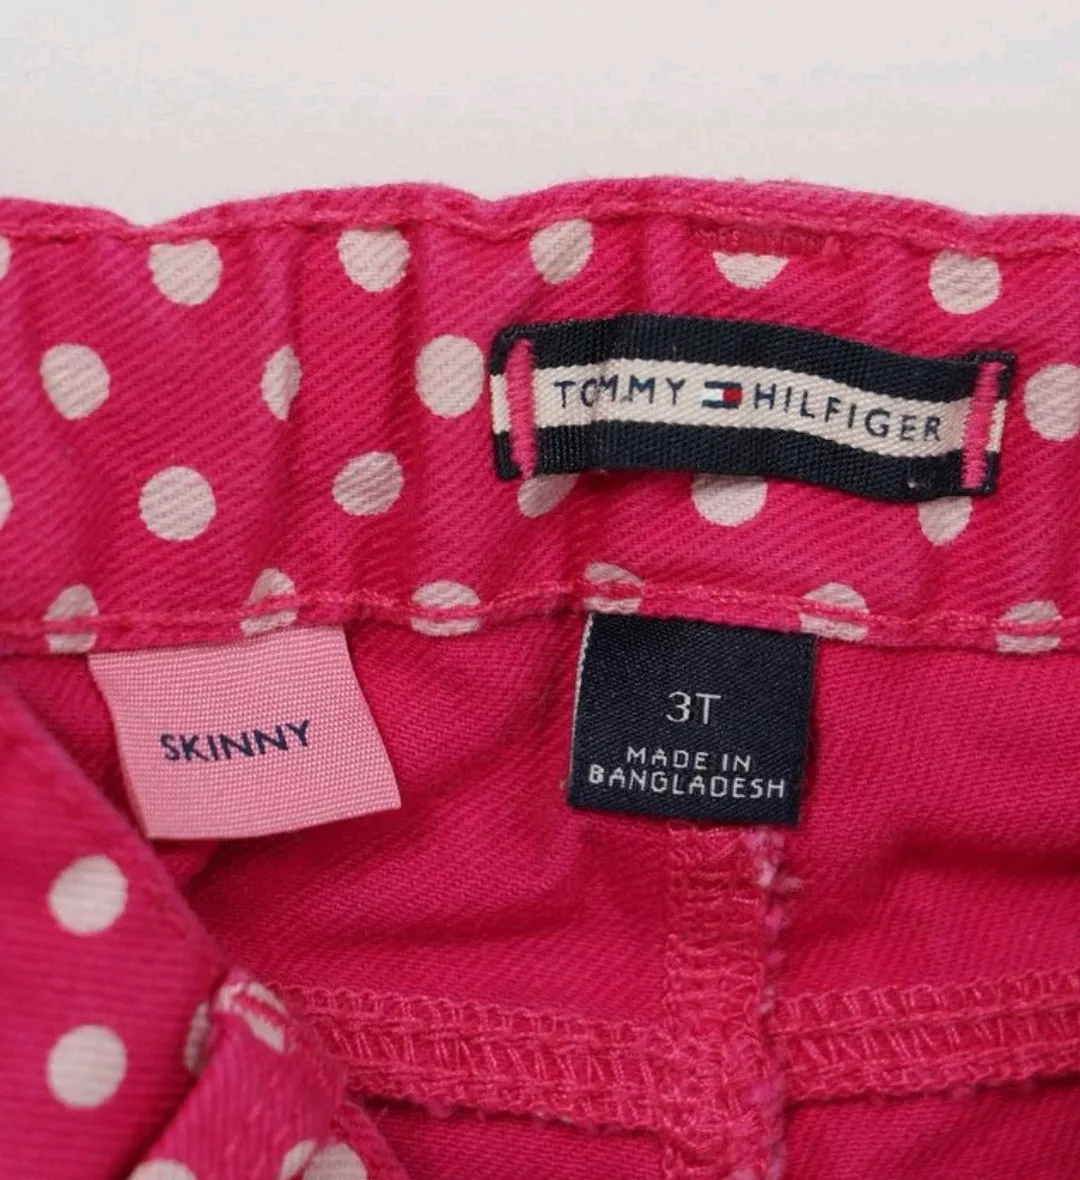 TOMMY HILFIGER
SKINNY
3T
MADE IN
BANGLADESH